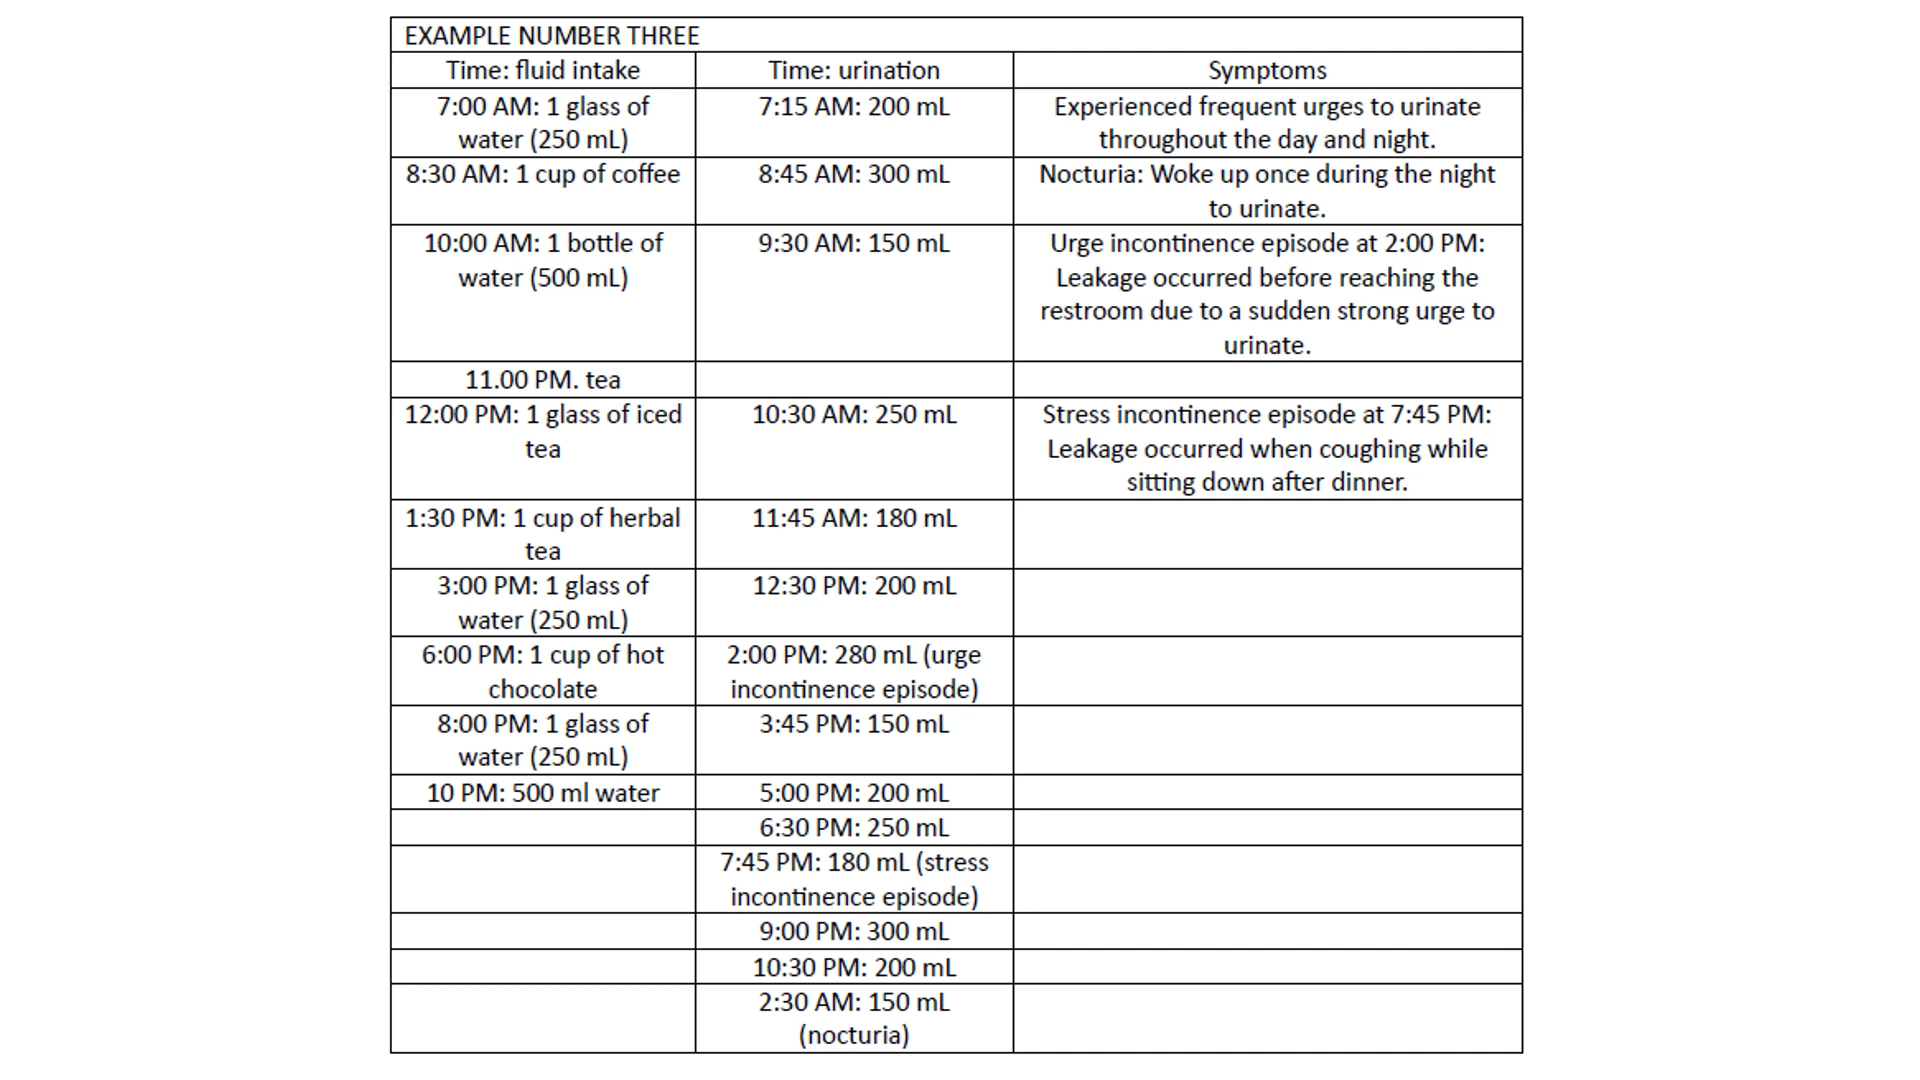 EXAMPLE NUMBER THREE
Time: fluid intake
Time: urination
Symptoms
7:00 AM: 1 glass of
water (250 mL)
7:15 AM: 200 mL
Experienced frequent urges to urinate
throughout the day and night.
8:30 AM: 1 cup of coffee
8:45 AM: 300 mL
Nocturia: Woke up once during the night
to urinate.
10:00 AM: 1 bottle of
water (500 mL)
9:30 AM: 150 mL
Urge incontinence episode at 2:00 PM:
Leakage occurred before reaching the
restroom due to a sudden strong urge to
urinate.
11.00 PM. tea
12:00 PM: 1 glass of iced
tea
10:30 AM: 250 mL
Stress incontinence episode at 7:45 PM:
Leakage occurred when coughing while
sitting down after dinner.
1:30 PM: 1 cup of herbal
tea
11:45 AM: 180 mL
3:00 PM: 1 glass of
water (250 mL)
12:30 PM: 200 mL
6:00 PM: 1 cup of hot
chocolate
2:00 PM: 280 mL (urge
incontinence episode)
8:00 PM: 1 glass of
water (250 mL)
3:45 PM: 150 mL
10 PM: 500 ml water
5:00 PM: 200 mL
6:30 PM: 250 mL
7:45 PM: 180 mL (stress
incontinence episode)
9:00 PM: 300 mL
10:30 PM: 200 mL
2:30 AM: 150 mL
(nocturia)